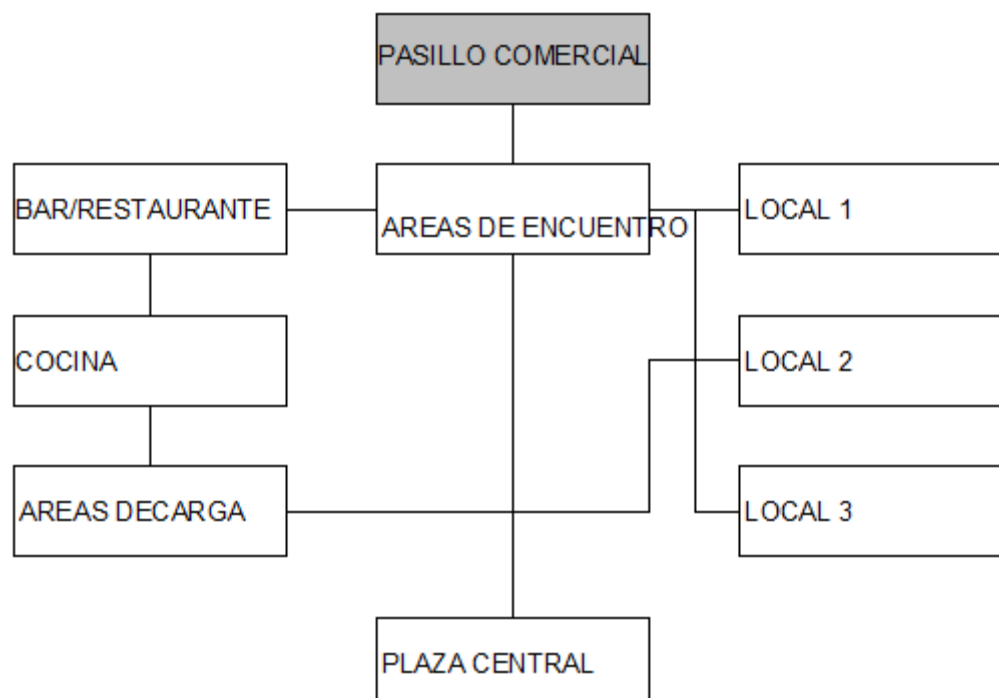 PASILLO COMERCIAL
BAR/RESTAURANTE
AREAS DE ENCUENTRO
LOCAL 1
COCINA
LOCAL 2
AREAS DECARGA
LOCAL 3
PLAZA CENTRAL